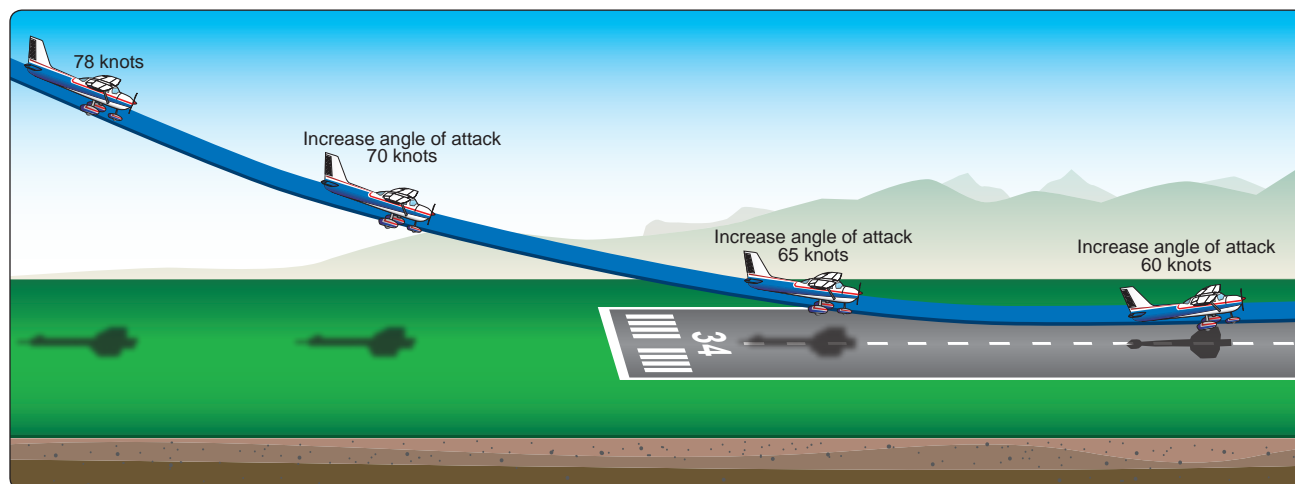 78 knots
Increase angle of attack
70 knots
Increase angle of attack
65 knots
Increase angle of attack
60 knots
34